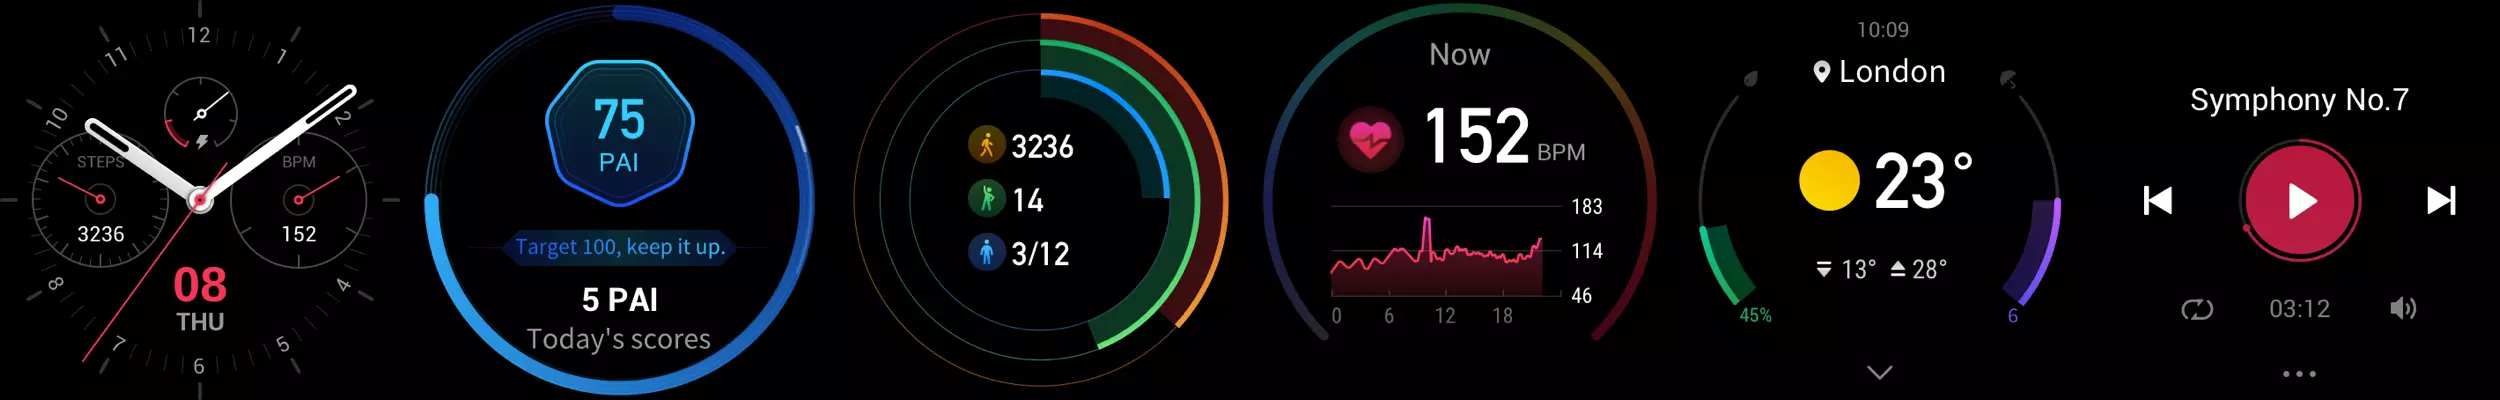 12
11
1
10
2
STEPS
BPM
3236
152
8
4
08
THU
7
5
6
75
PAI
Target 100, keep it up.
5 PAI
Today's scores
3236
14
3/12
Now
152 BPM
183
114
46
0 6 12 18
10:09
London
23°
13° 28°
45%
6
Symphony No.7
03:12